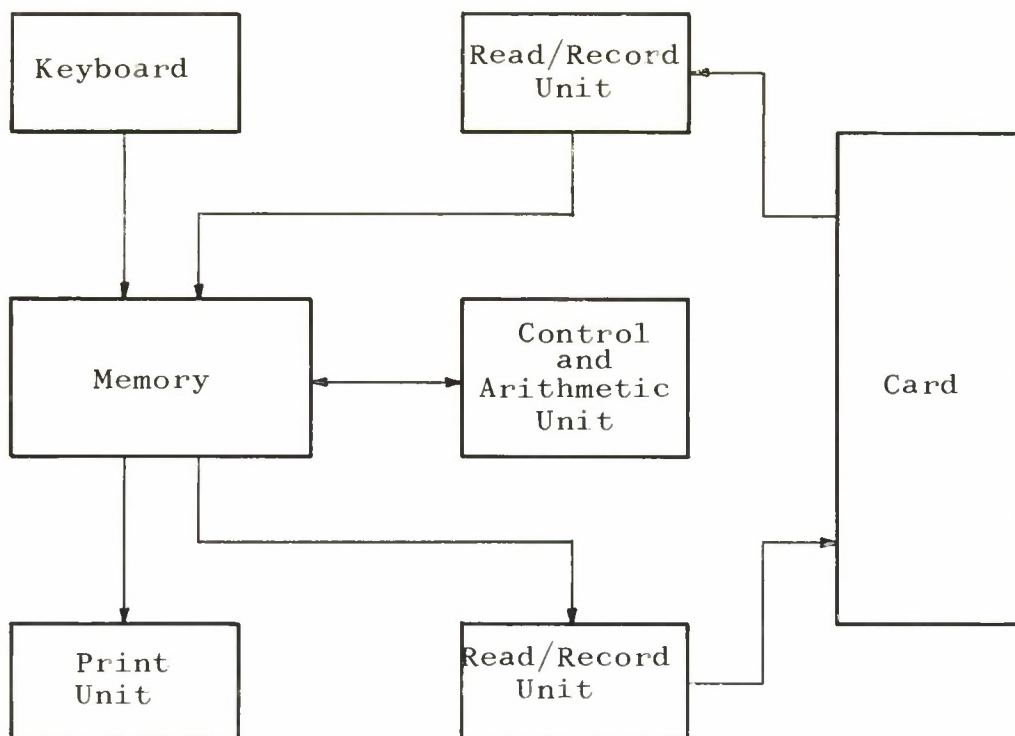 Keyboard
Read/Record
Unit
Memory
Control
and
Arithmetic
Unit
Card
Print
Unit
Read/Record
Unit